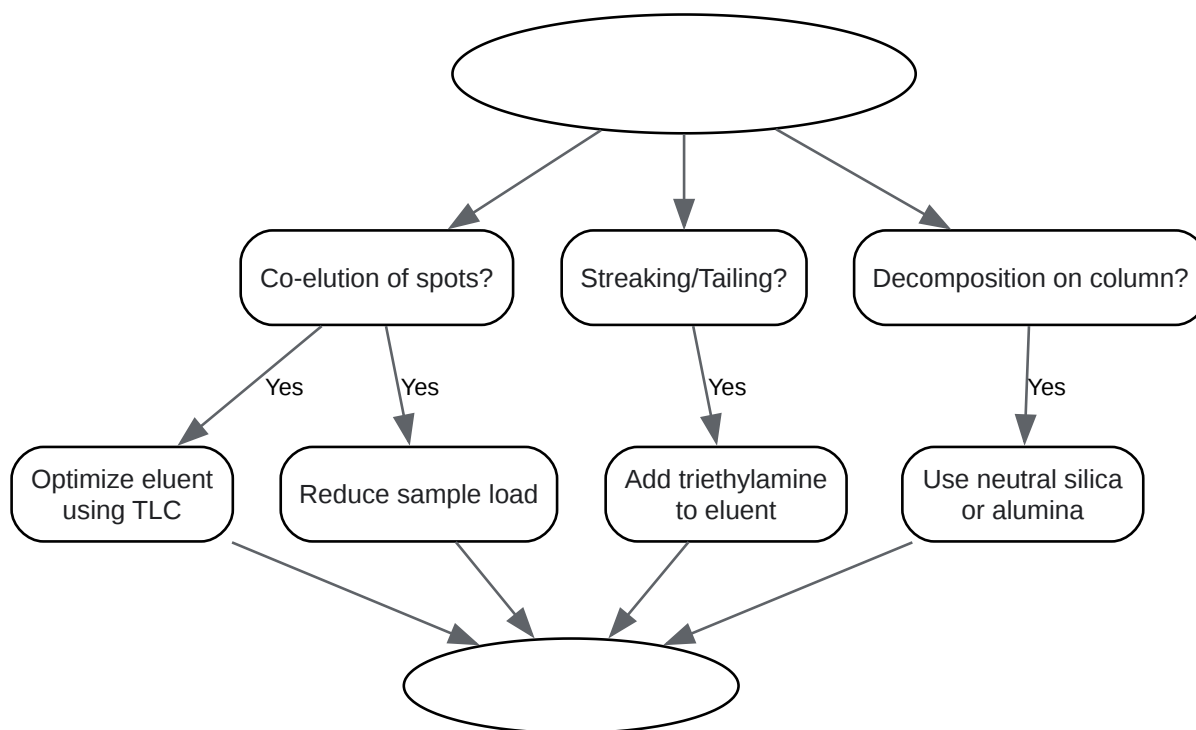 Co-elution of spots?
Streaking/Tailing?
Decomposition on column?
Yes
Yes
Yes
Yes
Optimize eluent
using TLC
Reduce sample load
Add triethylamine
to eluent
Use neutral silica
or alumina